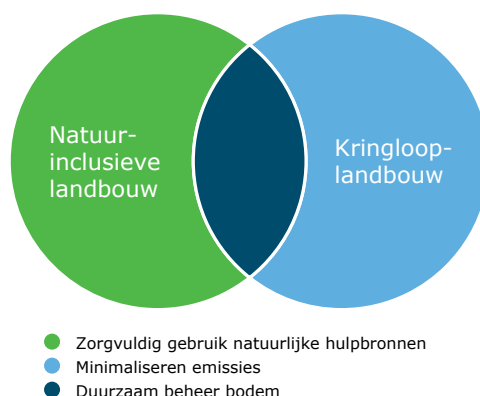 Natuur-
inclusieve
landbouw
Kringloop-
landbouw
Zorgvuldig gebruik natuurlijke hulpbronnen
Minimaliseren emissies
Duurzaam beheer bodem